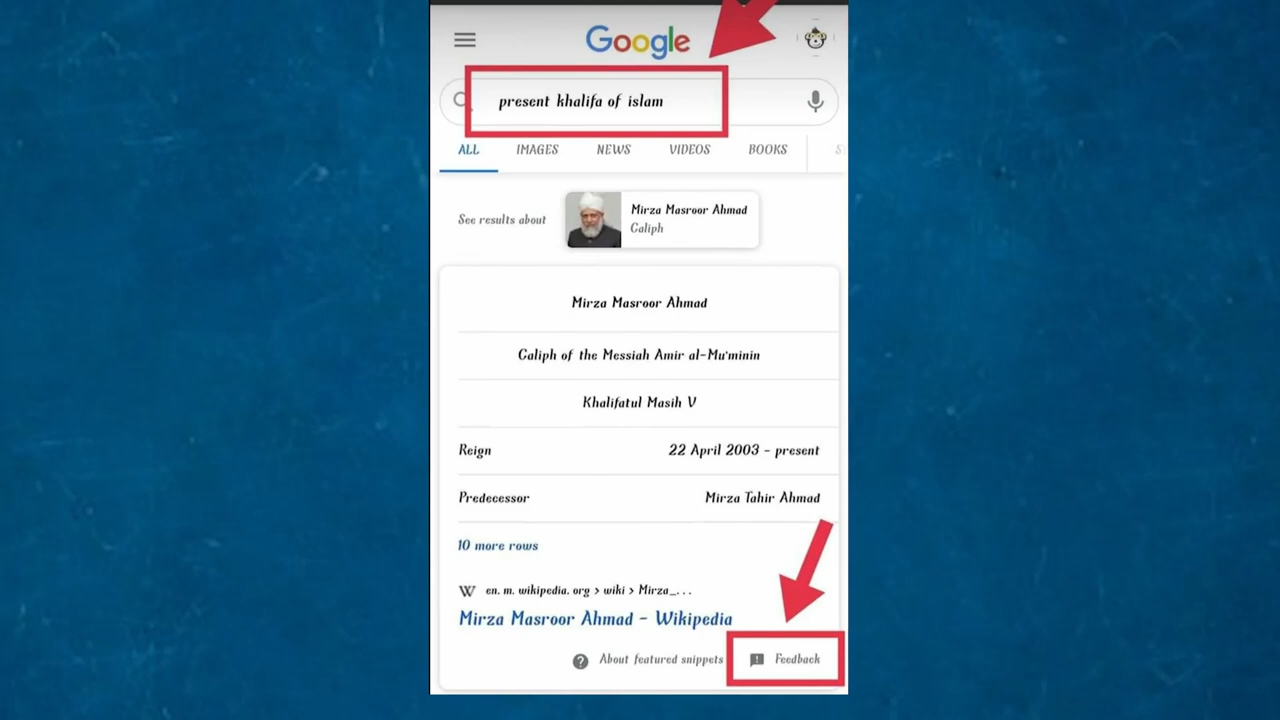 Google
present khalifa of islam
ALL IMAGES NEWS VIDEOS BOOKS
See results about
Mirza Masroor Ahmad
Caliph
Mirza Masroor Ahmad
Caliph of the Messiah Amir al-Mu'minin
Khalifatul Masih V
Reign 22 April 2003 - present
Predecessor Mirza Tahir Ahmad
10 more rows
W en. m. wikipedia. org > wiki > Mirza_. . .
Mirza Masroor Ahmad - Wikipedia
? About featured snippets ! Feedback